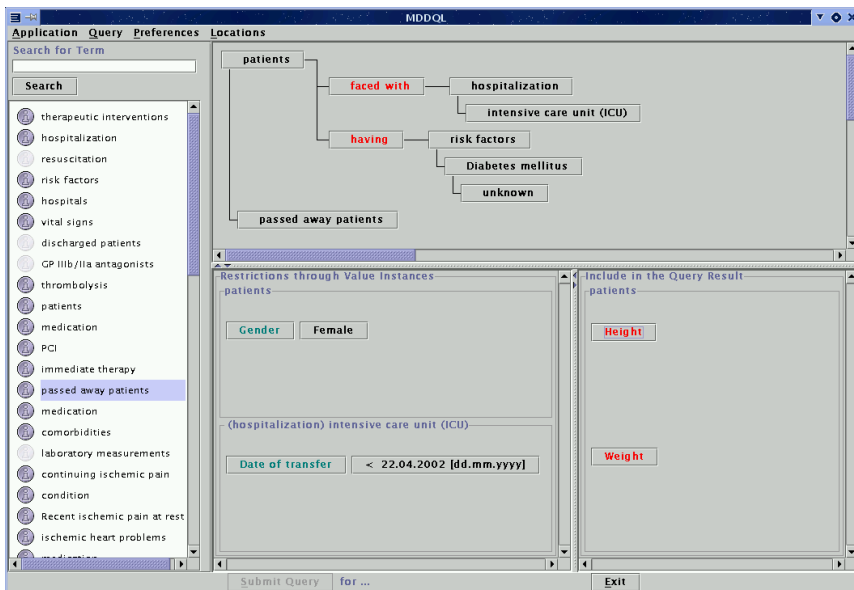 MDDQL
Application Query Preferences Locations
Search for Term
Search
therapeutic interventions
hospitalization
resuscitation
risk factors
hospitals
vital signs
discharged patients
GP IIIb/IIa antagonists
thrombolysis
patients
medication
PCI
immediate therapy
passed away patients
medication
comorbidities
laboratory measurements
continuing ischemic pain
condition
Recent ischemic pain at rest
ischemic heart problems
medication
patients
faced with hospitalization
intensive care unit (ICU)
having risk factors
Diabetes mellitus
unknown
passed away patients
Restrictions through Value Instances
patients
Gender Female
(hospitalization) intensive care unit (ICU)
Date of transfer < 22.04.2002 [dd.mm.yyyy]
Include in the Query Result
patients
Height
Weight
Submit Query for ... Exit